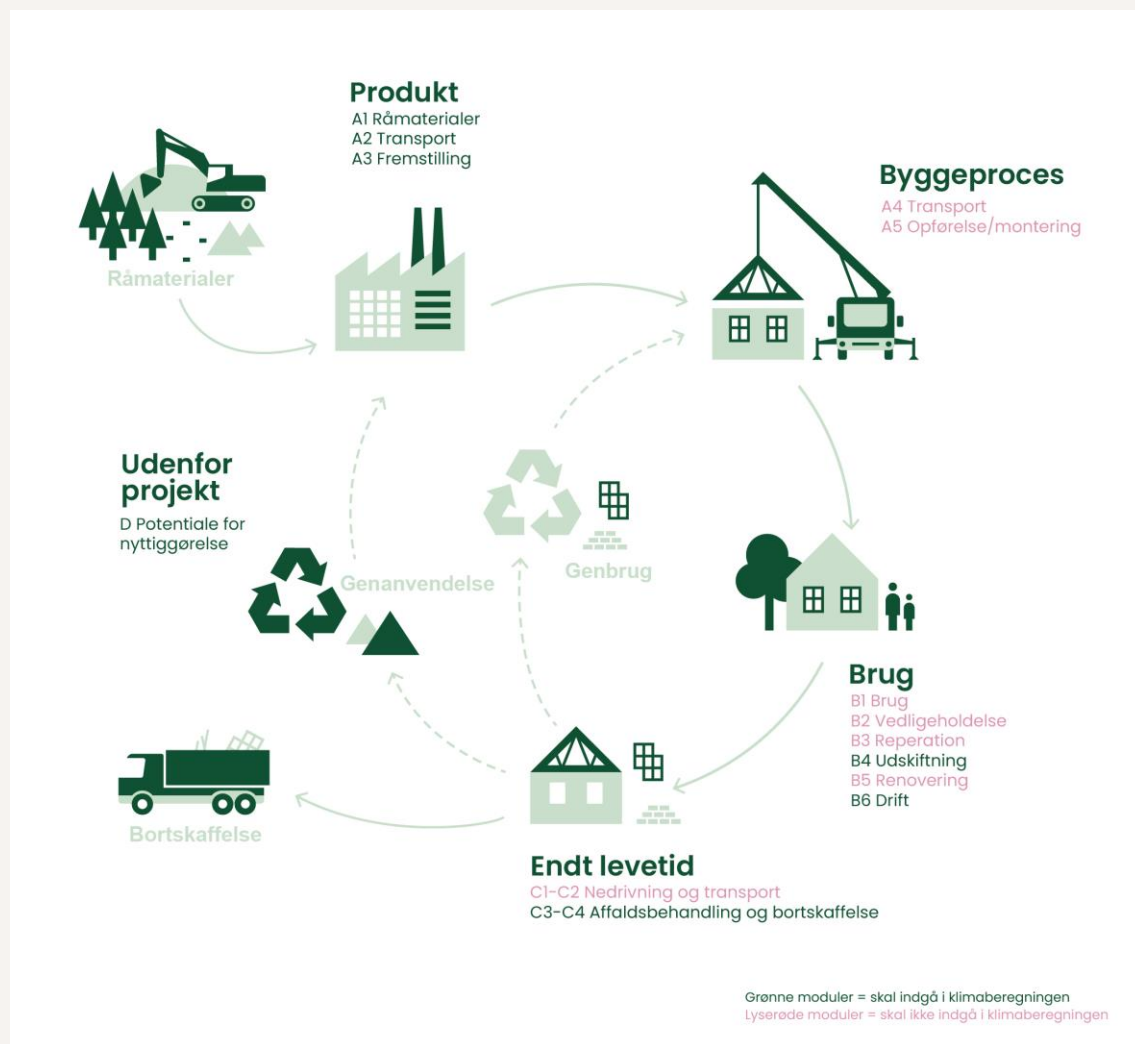 Produkt
A1 Råmaterialer
A2 Transport
A3 Fremstilling
Råmaterialer
Byggeproces
A4 Transport
A5 Opførelse/montering
Udenfor
projekt
D Potentiale for
nyttiggørelse
Genanvendelse
Genbrug
Brug
B1 Brug
B2 Vedligeholdelse
B3 Reperation
B4 Udskiftning
B5 Renovering
B6 Drift
Bortskaffelse
Endt levetid
C1-C2 Nedrivning og transport
C3-C4 Affaldsbehandling og bortskaffelse
Grønne moduler = skal indgå i klimaberegningen
Lyserøde moduler = skal ikke indgå i klimaberegningen